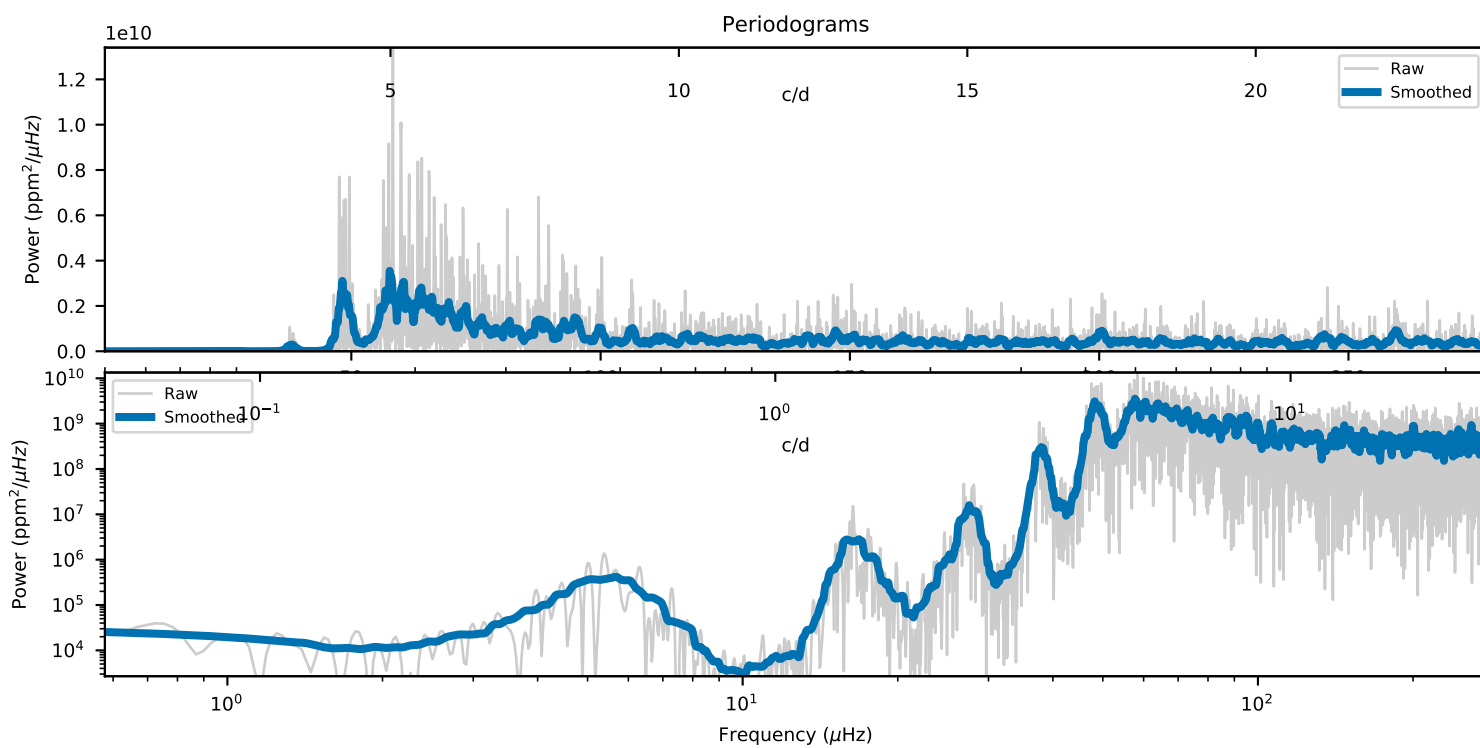 Periodograms
1e10
Power (ppm²/μHz)
1.2
1.0
0.8
0.6
0.4
0.2
0.0
5
10
15
20
c/d
Raw
Smoothed
Power (ppm²/μHz)
10¹⁰
10⁹
10⁸
10⁷
10⁶
10⁵
10⁴
Raw
Smoothed
10⁻¹
10⁰
10¹
c/d
10⁰
10¹
10²
Frequency (μHz)